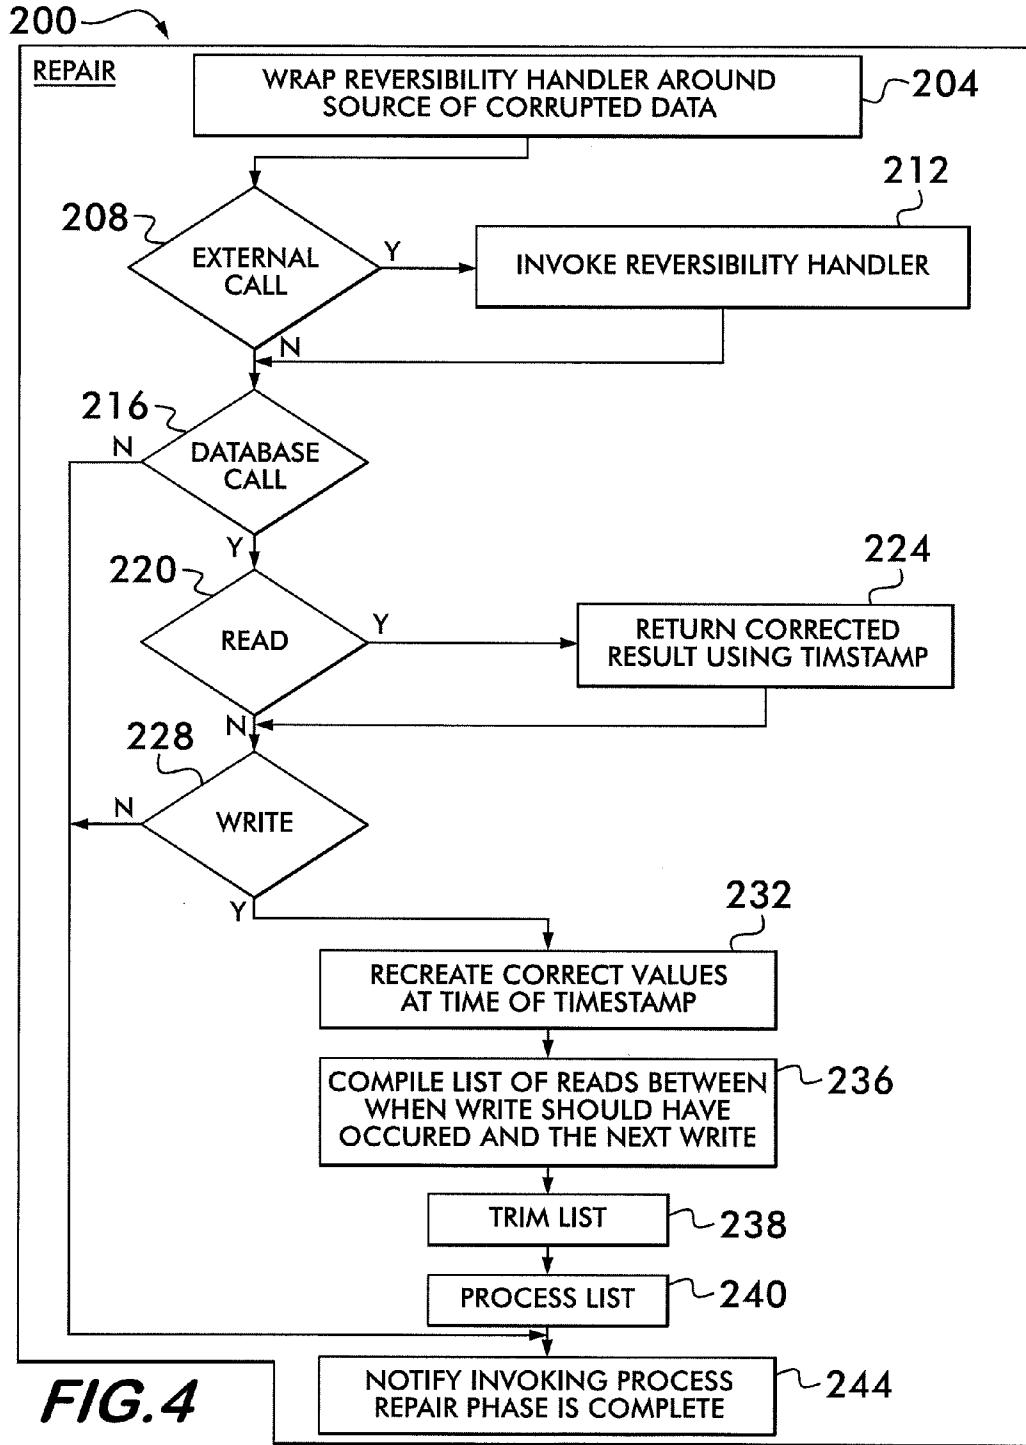 200
REPAIR
WRAP REVERSIBILITY HANDLER AROUND
SOURCE OF CORRUPTED DATA
204
208
EXTERNAL
CALL
Y
212
INVOKE REVERSIBILITY HANDLER
N
216
N
DATABASE
CALL
Y
220
READ
Y
224
RETURN CORRECTED
RESULT USING TIMSTAMP
N
228
N
WRITE
Y
232
RECREATE CORRECT VALUES
AT TIME OF TIMESTAMP
COMPILE LIST OF READS BETWEEN
WHEN WRITE SHOULD HAVE
OCCURED AND THE NEXT WRITE
236
TRIM LIST
238
PROCESS LIST
240
NOTIFY INVOKING PROCESS
REPAIR PHASE IS COMPLETE
244
FIG.4